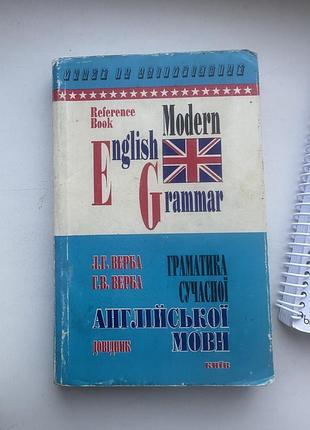 Reference
Book
Modern
English
Grammar
Л.Г. ВЕРБА
Г.В. ВЕРБА
ГРАМАТИКА
СУЧАСНОЇ
АНГЛІЙСЬКОЇ
ДОВІДНИК
МОВИ
КИЇВ